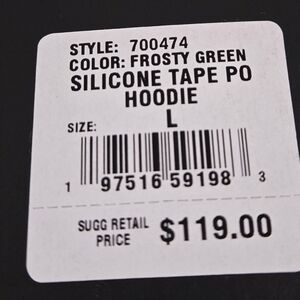 STYLE: 700474
COLOR: FROSTY GREEN
SILICONE TAPE PO
HOODIE
SIZE: L
1 97516 59198 3
SUGG RETAIL
PRICE $119.00